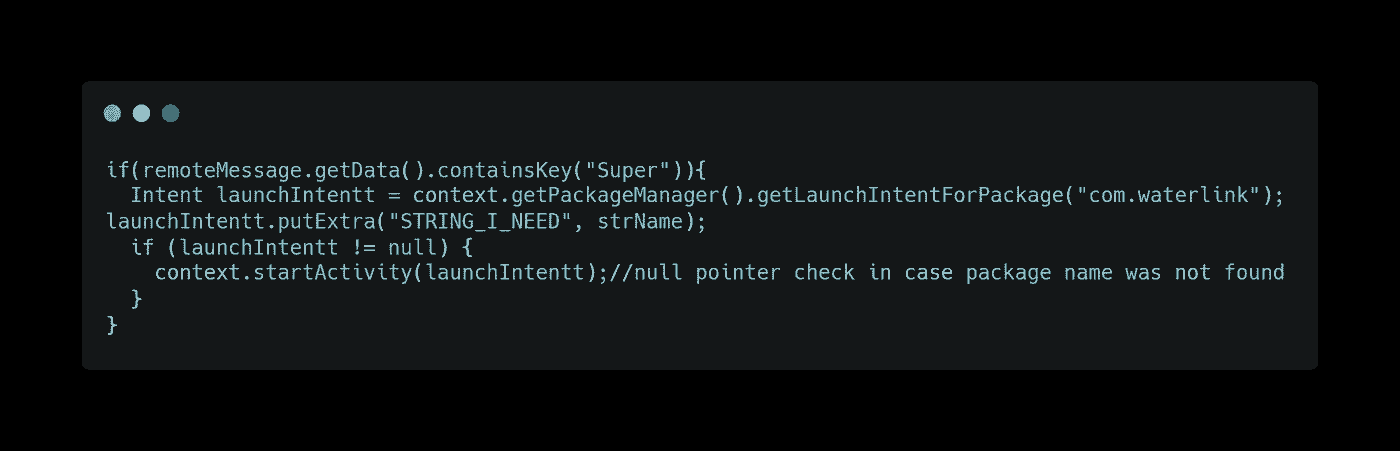 if(remoteMessage.getData().containsKey("Super")){
  Intent launchIntentt = context.getPackageManager().getLaunchIntentForPackage("com.waterlink");
launchIntentt.putExtra("STRING_I_NEED", strName);
  if (launchIntentt != null) {
    context.startActivity(launchIntentt);//null pointer check in case package name was not found
  }
}